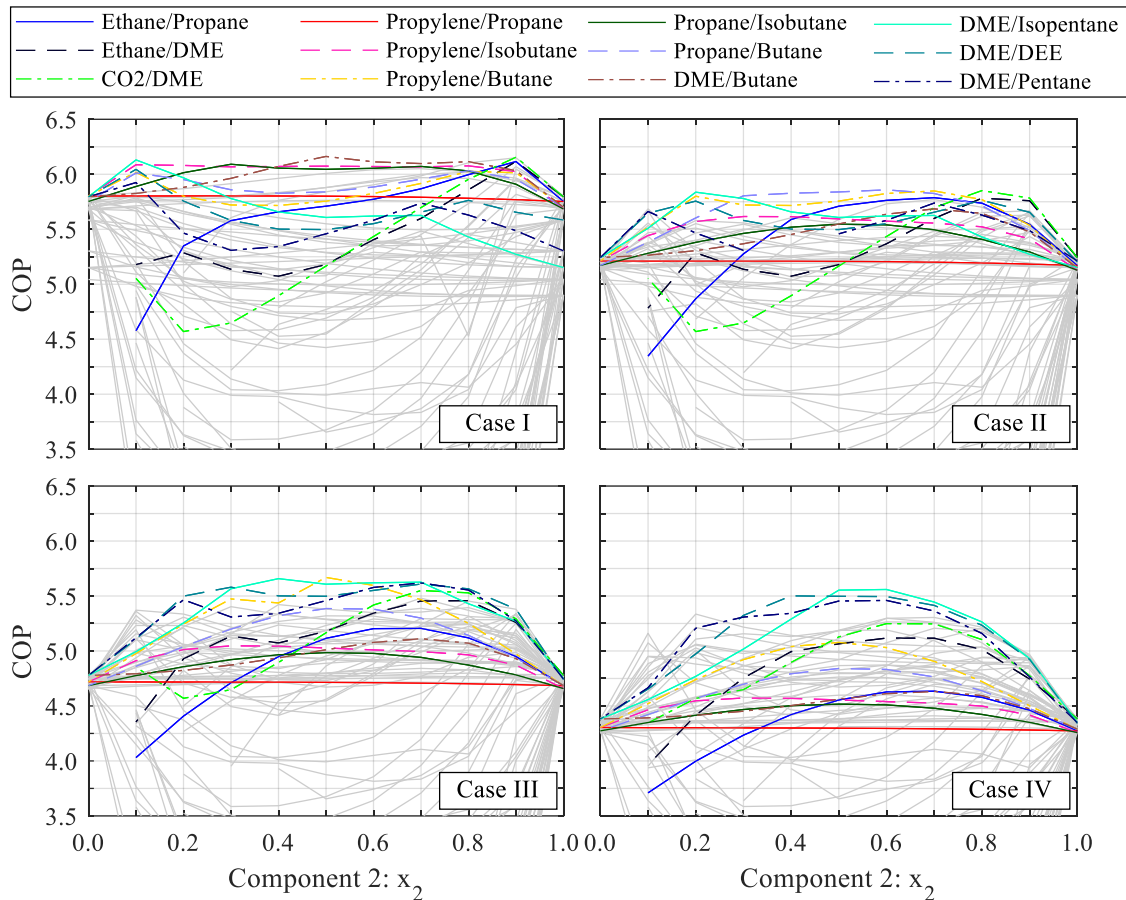 Ethane/Propane Propylene/Propane Propane/Isobutane DME/Isopentane
Ethane/DME Propylene/Isobutane Propane/Butane DME/DEE
CO2/DME Propylene/Butane DME/Butane DME/Pentane
6.5
6.0
5.5
5.0
4.5
4.0
3.5
COP
Case I
Case II
6.5
6.0
5.5
5.0
4.5
4.0
3.5
COP
Case III
Case IV
0.0 0.2 0.4 0.6 0.8 1.0 0.0 0.2 0.4 0.6 0.8 1.0
Component 2: x₂ Component 2: x₂